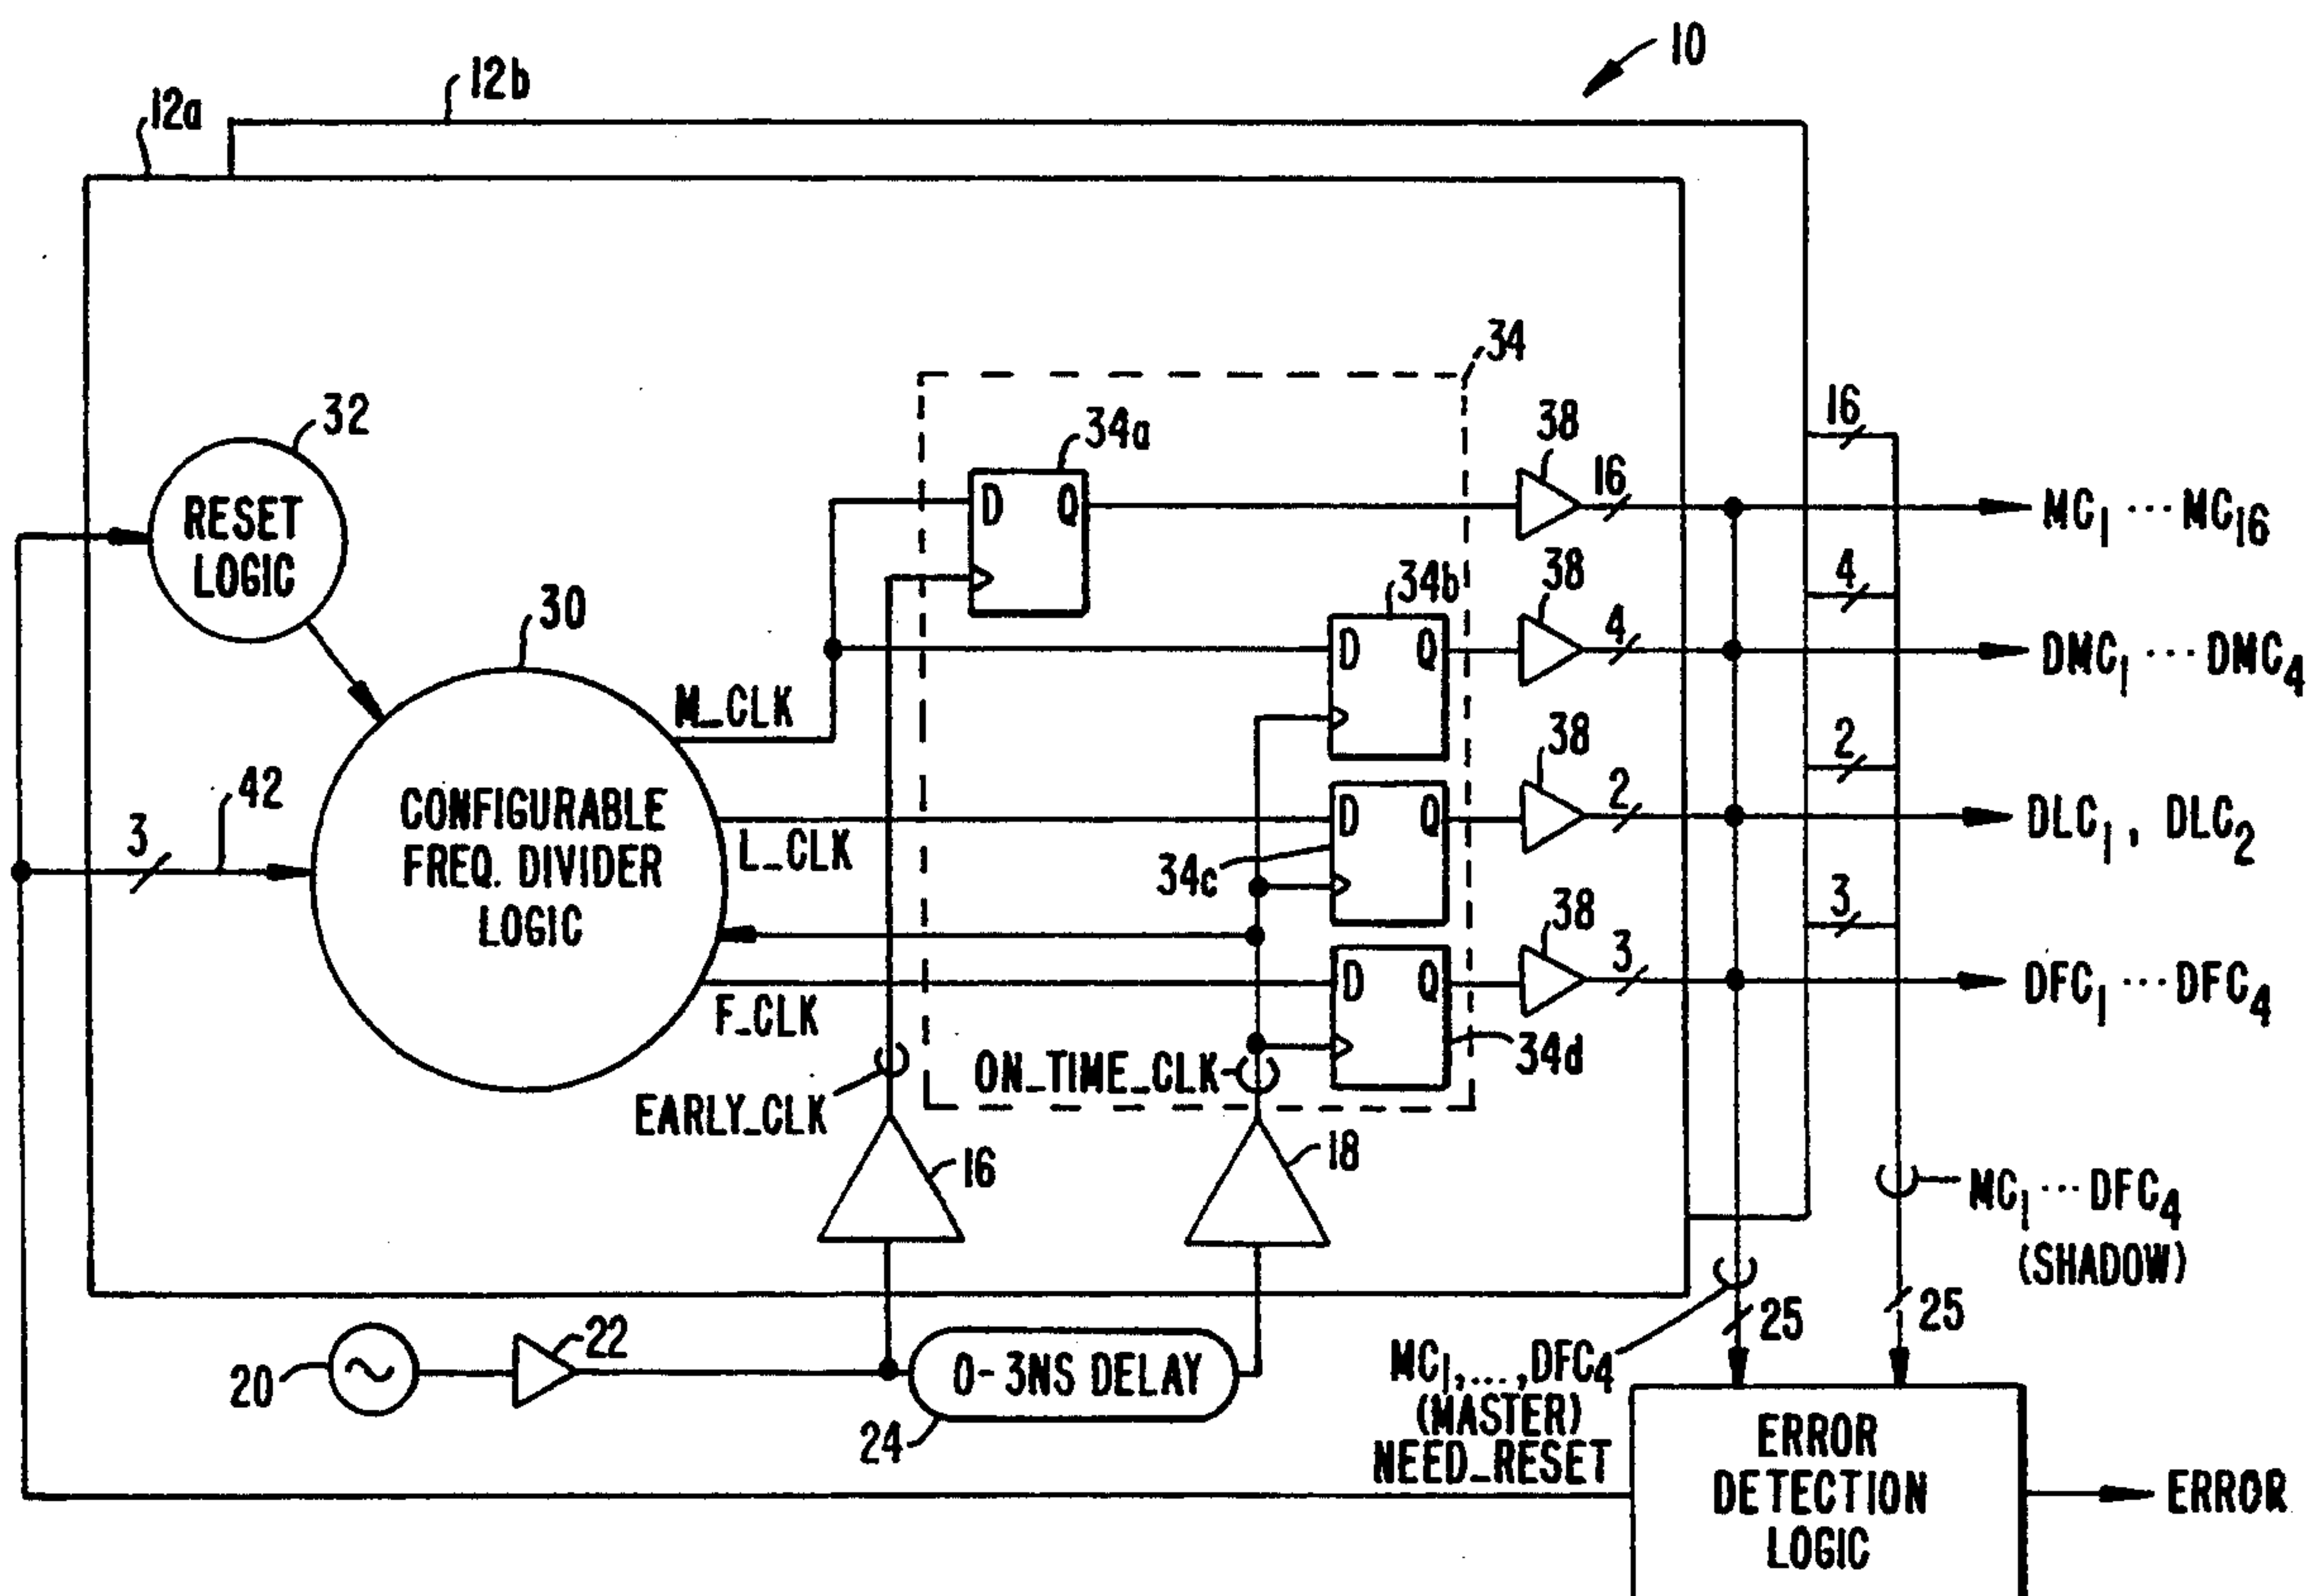 10
12b
12a
34
16
32
34a
38
16
D Q
MC1 ··· MC16
RESET
LOGIC
34b
38
4
30
D Q
4
DMC1 ··· DMC4
M_CLK
38
2
3
42
CONFIGURABLE
FREQ. DIVIDER
LOGIC
D Q
2
DLC1 , DLC2
L_CLK
34c
38
3
D Q
3
DFC1 ··· DFC4
F_CLK
34d
ON_TIME_CLK
EARLY_CLK
16
18
MC1 ··· DFC4
(SHADOW)
25
25
20
22
0-3NS DELAY
24
MC1,...,DFC4
(MASTER)
NEED_RESET
ERROR
DETECTION
LOGIC
ERROR